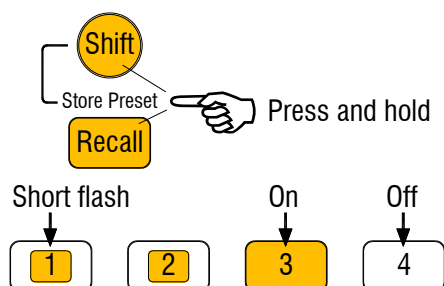 Shift
Store Preset
Press and hold
Recall
Short flash On Off
1 2 3 4